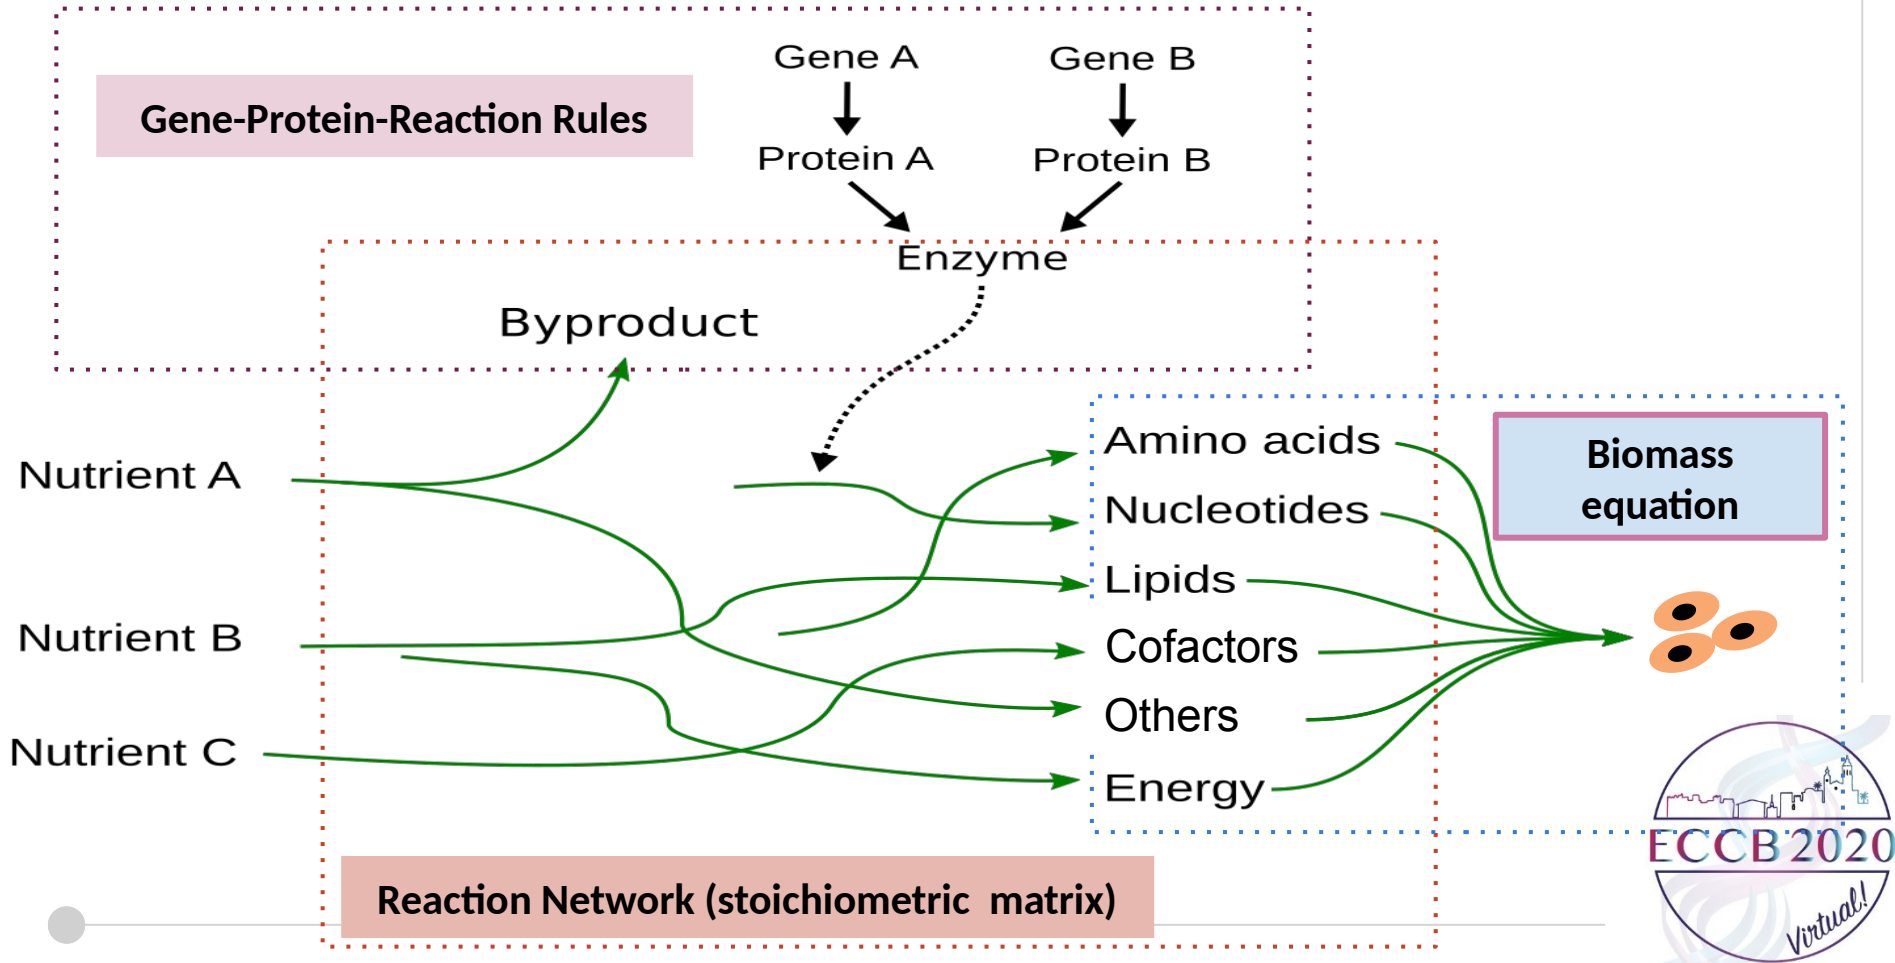 Gene A
Gene B
Gene-Protein-Reaction Rules
Protein A
Protein B
Enzyme
Byproduct
Nutrient A
Nutrient B
Nutrient C
Amino acids
Nucleotides
Lipids
Cofactors
Others
Energy
Biomass
equation
Reaction Network (stoichiometric  matrix)
ECCB 2020
Virtual!